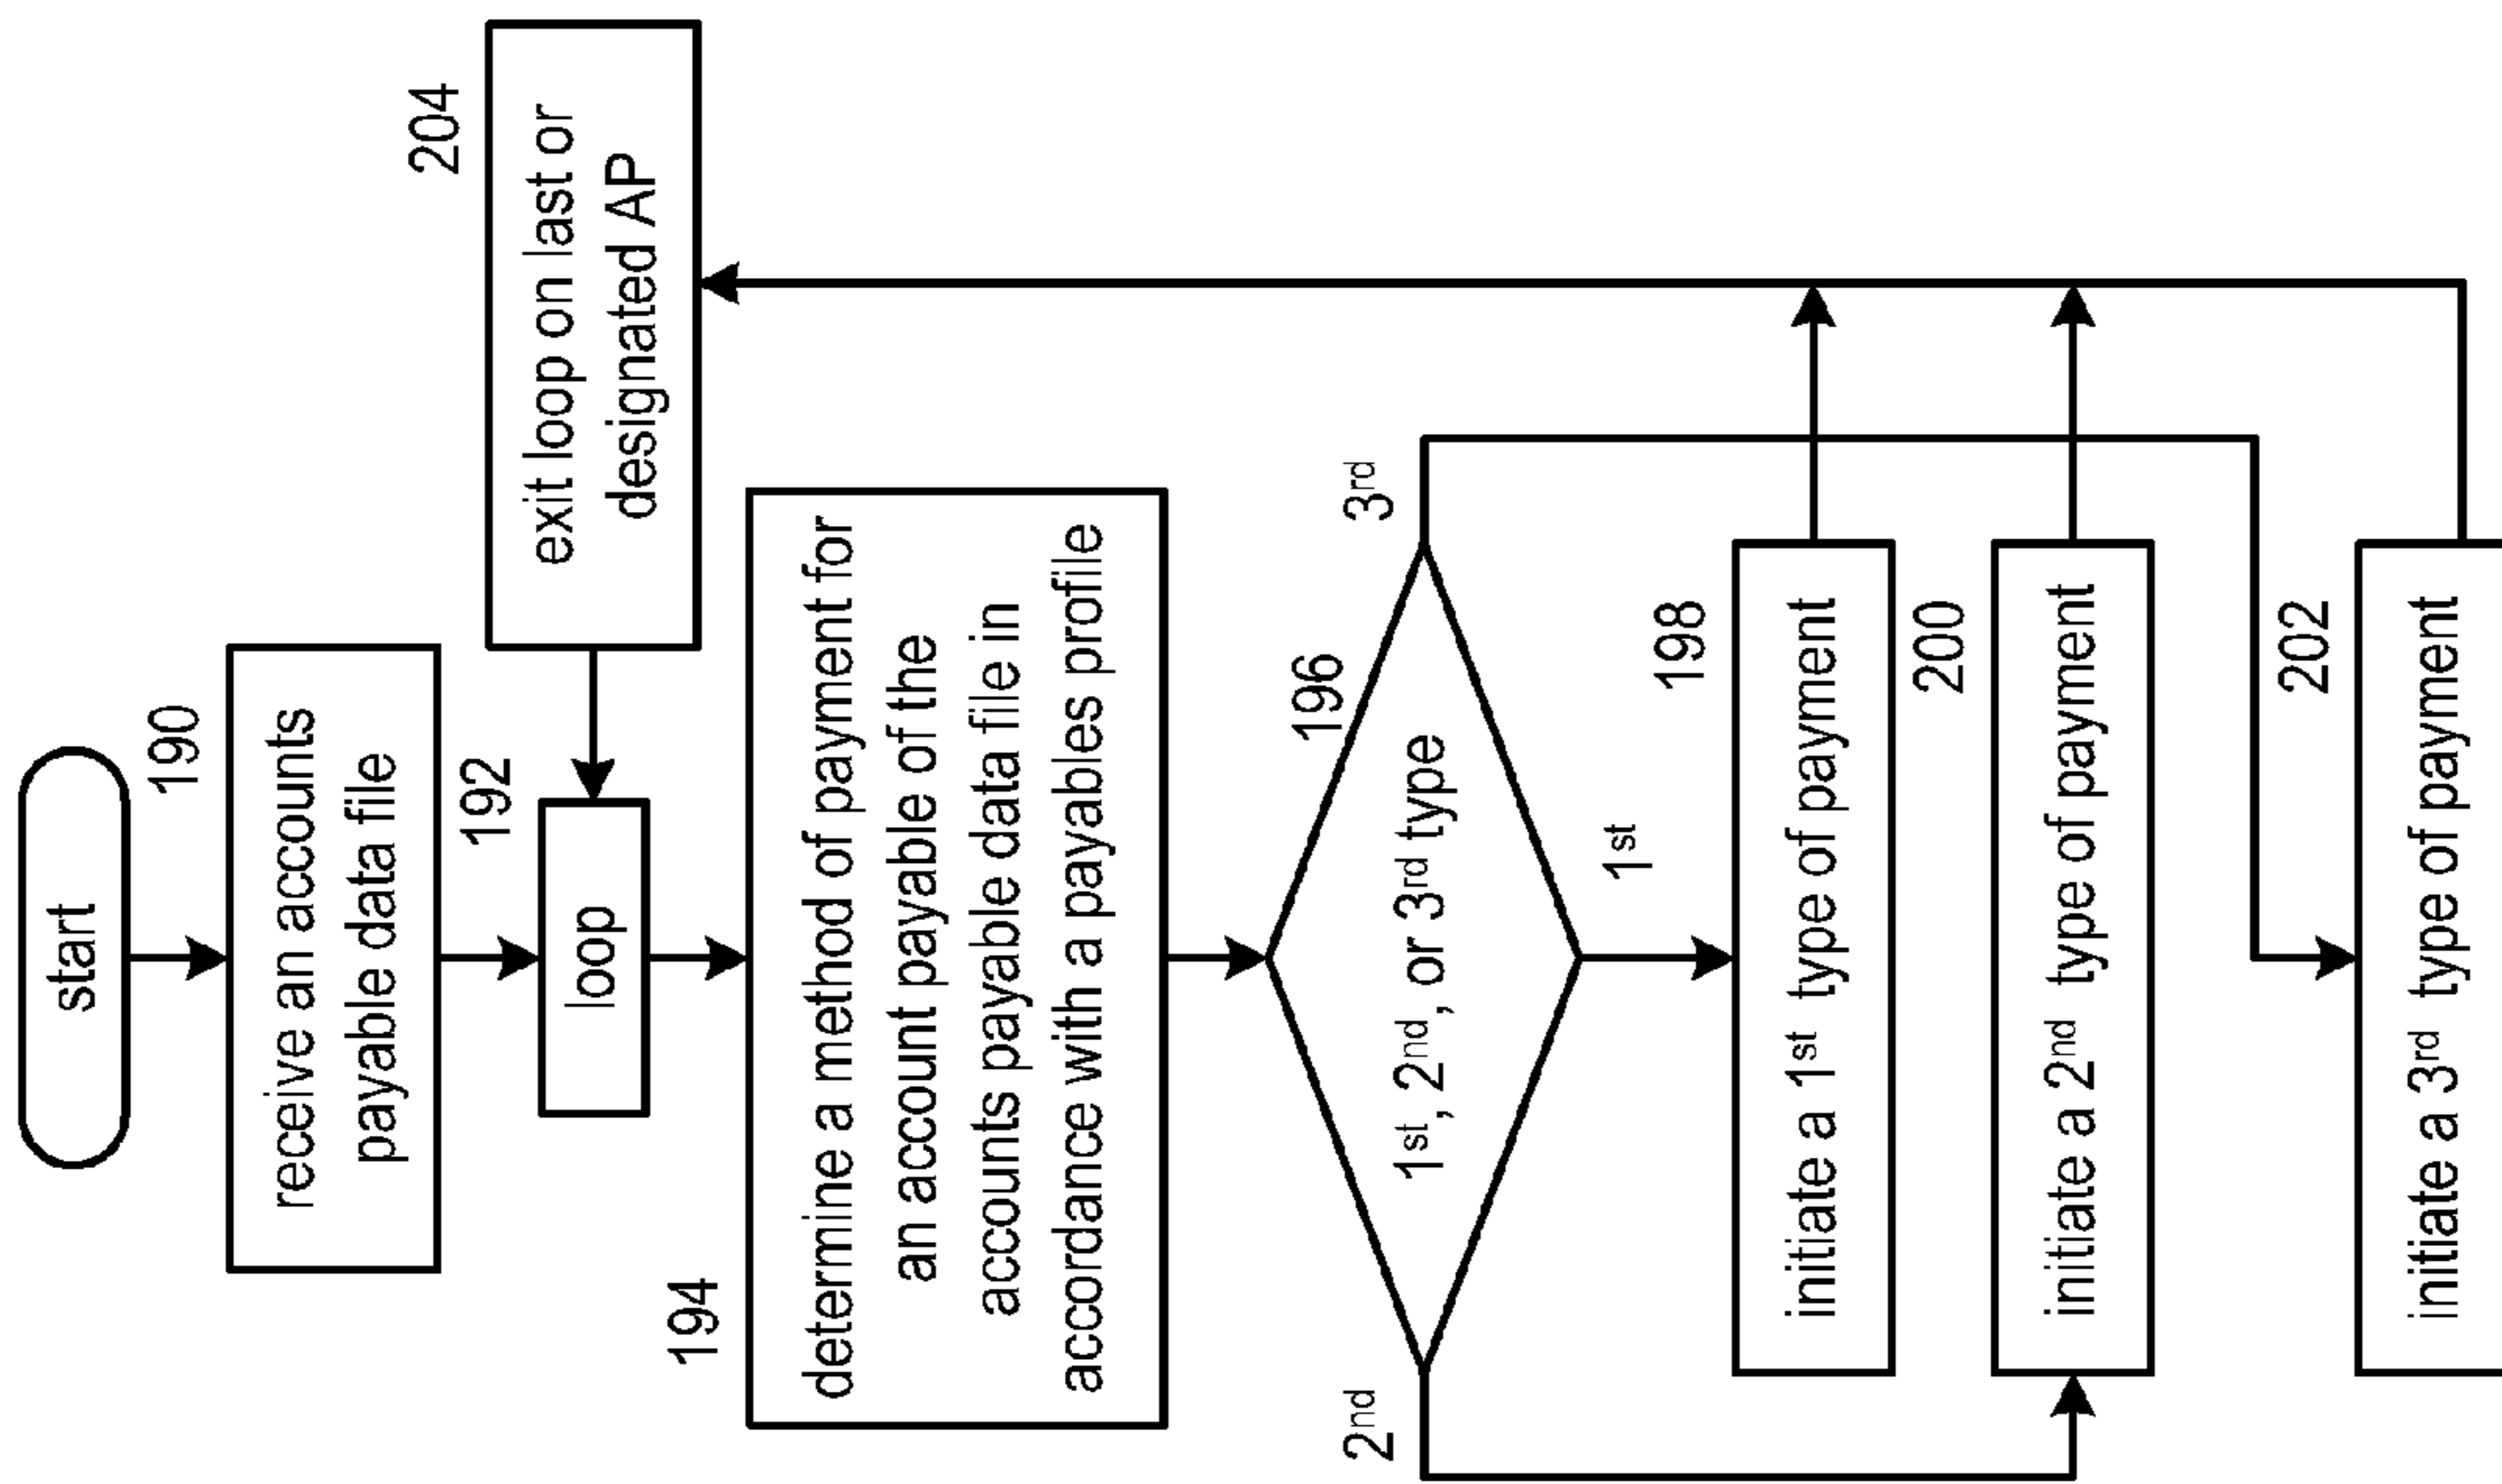 start
190
receive an accounts
payable data file
192
loop
204
exit loop on last or
designated AP
194
determine a method of payment for
an account payable of the
accounts payable data file in
accordance with a payables profile
196
1st, 2nd, or 3rd type
2nd
3rd
1st
198
initiate a 1st type of payment
200
initiate a 2nd type of payment
202
initiate a 3rd type of payment